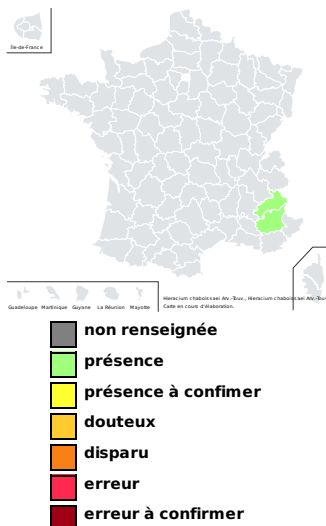 Île-de-France
Guadeloupe Martinique Guyane La Réunion Mayotte
Hieracium chaboissaei Arv.-Touv., Hieracium chaboissaei Arv.-Touv.
Carte en cours d'élaboration.
non renseignée
présence
présence à confimer
douteux
disparu
erreur
erreur à confirmer